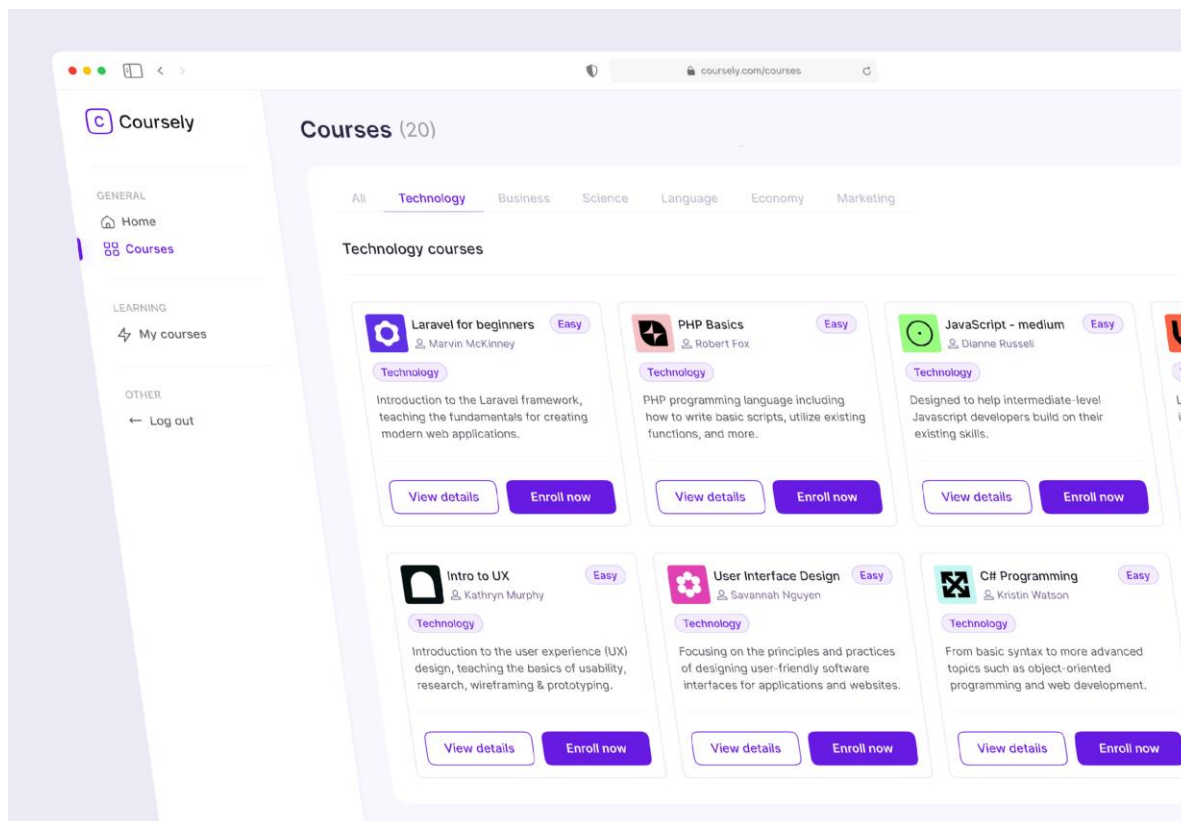 coursely.com/courses
C Coursely
GENERAL
Home
Courses
LEARNING
My courses
OTHER
Log out
Courses (20)
All Technology Business Science Language Economy Marketing
Technology courses
Laravel for beginners Easy
Marvin McKinney
Technology
Introduction to the Laravel framework,
teaching the fundamentals for creating
modern web applications.
View details Enroll now
PHP Basics Easy
Robert Fox
Technology
PHP programming language including
how to write basic scripts, utilize existing
functions, and more.
View details Enroll now
JavaScript - medium Easy
Dianne Russell
Technology
Designed to help intermediate-level
Javascript developers build on their
existing skills.
View details Enroll now
Intro to UX Easy
Kathryn Murphy
Technology
Introduction to the user experience (UX)
design, teaching the basics of usability,
research, wireframing & prototyping.
View details Enroll now
User Interface Design Easy
Savannah Nguyen
Technology
Focusing on the principles and practices
of designing user-friendly software
interfaces for applications and websites.
View details Enroll now
C# Programming Easy
Kristin Watson
Technology
From basic syntax to more advanced
topics such as object-oriented
programming and web development.
View details Enroll now